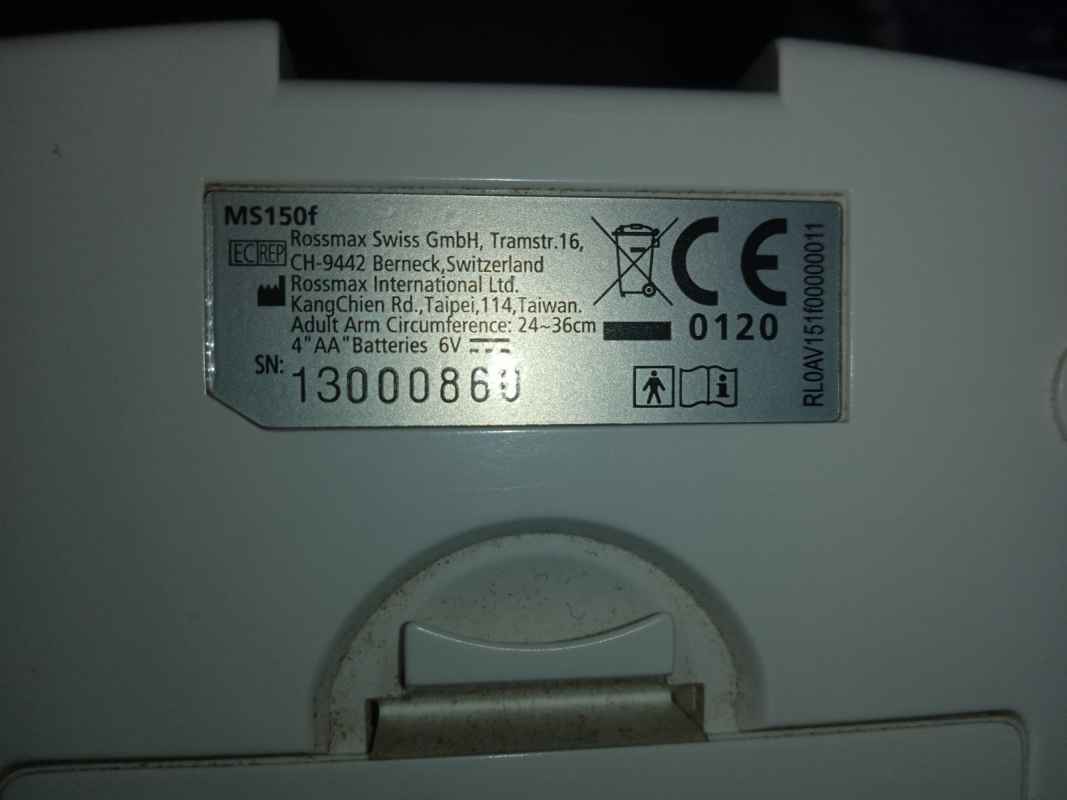 MS150f
EC REP
Rossmax Swiss GmbH, Tramstr.16,
CH-9442 Berneck,Switzerland
Rossmax International Ltd.
KangChien Rd.,Taipei,114,Taiwan.
Adult Arm Circumference: 24~36cm
4"AA"Batteries 6V
SN: 13000860
CE
0120
RL0AV151f00000011